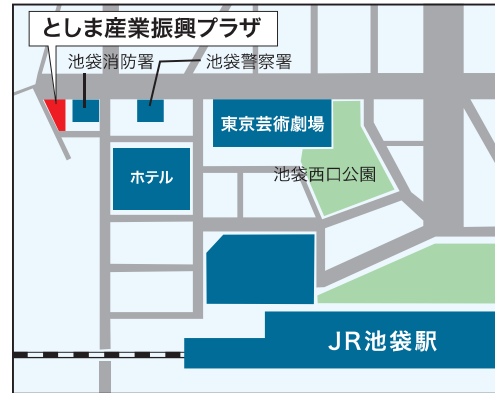 としま産業振興プラザ
池袋消防署
池袋警察署
東京芸術劇場
ホテル
池袋西口公園
JR池袋駅